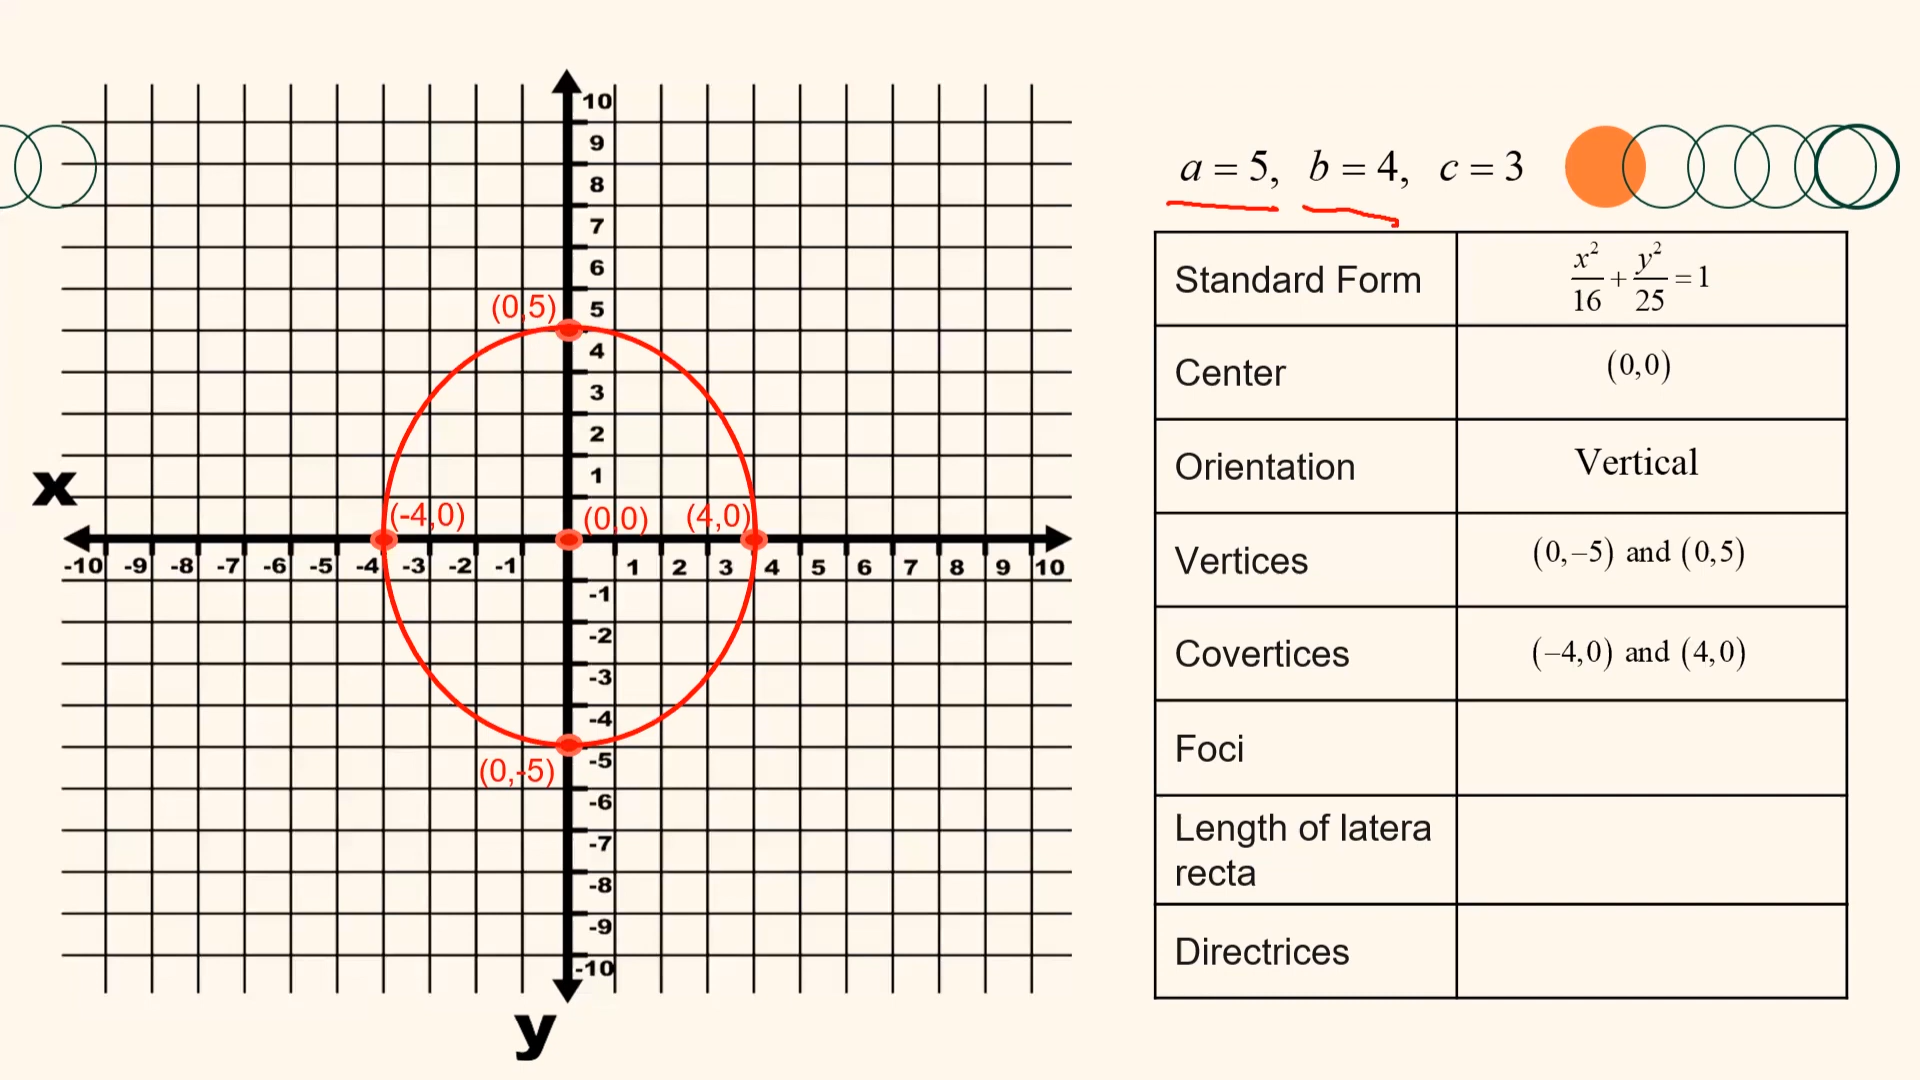 10
9
8
7
6
5
4
3
2
1
(0,5)
x
(-4,0) (0,0) (4,0)
-10 -9 -8 -7 -6 -5 -4 -3 -2 -1 1 2 3 4 5 6 7 8 9 10
-1
-2
-3
-4
-5
(0,-5)
-6
-7
-8
-9
-10
y
a = 5, b = 4, c = 3
Standard Form x²/16 + y²/25 = 1
Center (0,0)
Orientation Vertical
Vertices (0,–5) and (0,5)
Covertices (–4,0) and (4,0)
Foci
Length of latera
recta
Directrices